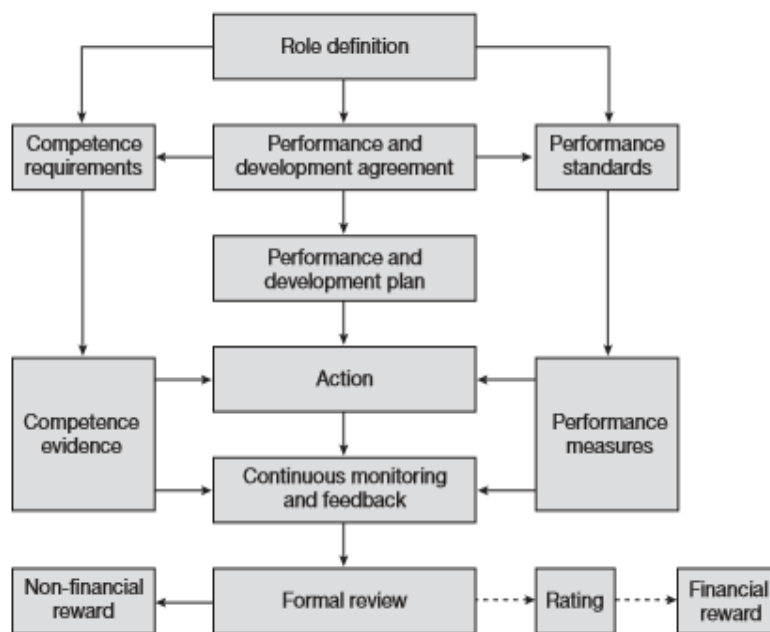 Role definition
Competence
requirements
Performance and
development agreement
Performance
standards
Performance and
development plan
Action
Competence
evidence
Performance
measures
Continuous monitoring
and feedback
Non-financial
reward
Formal review
Rating
Financial
reward